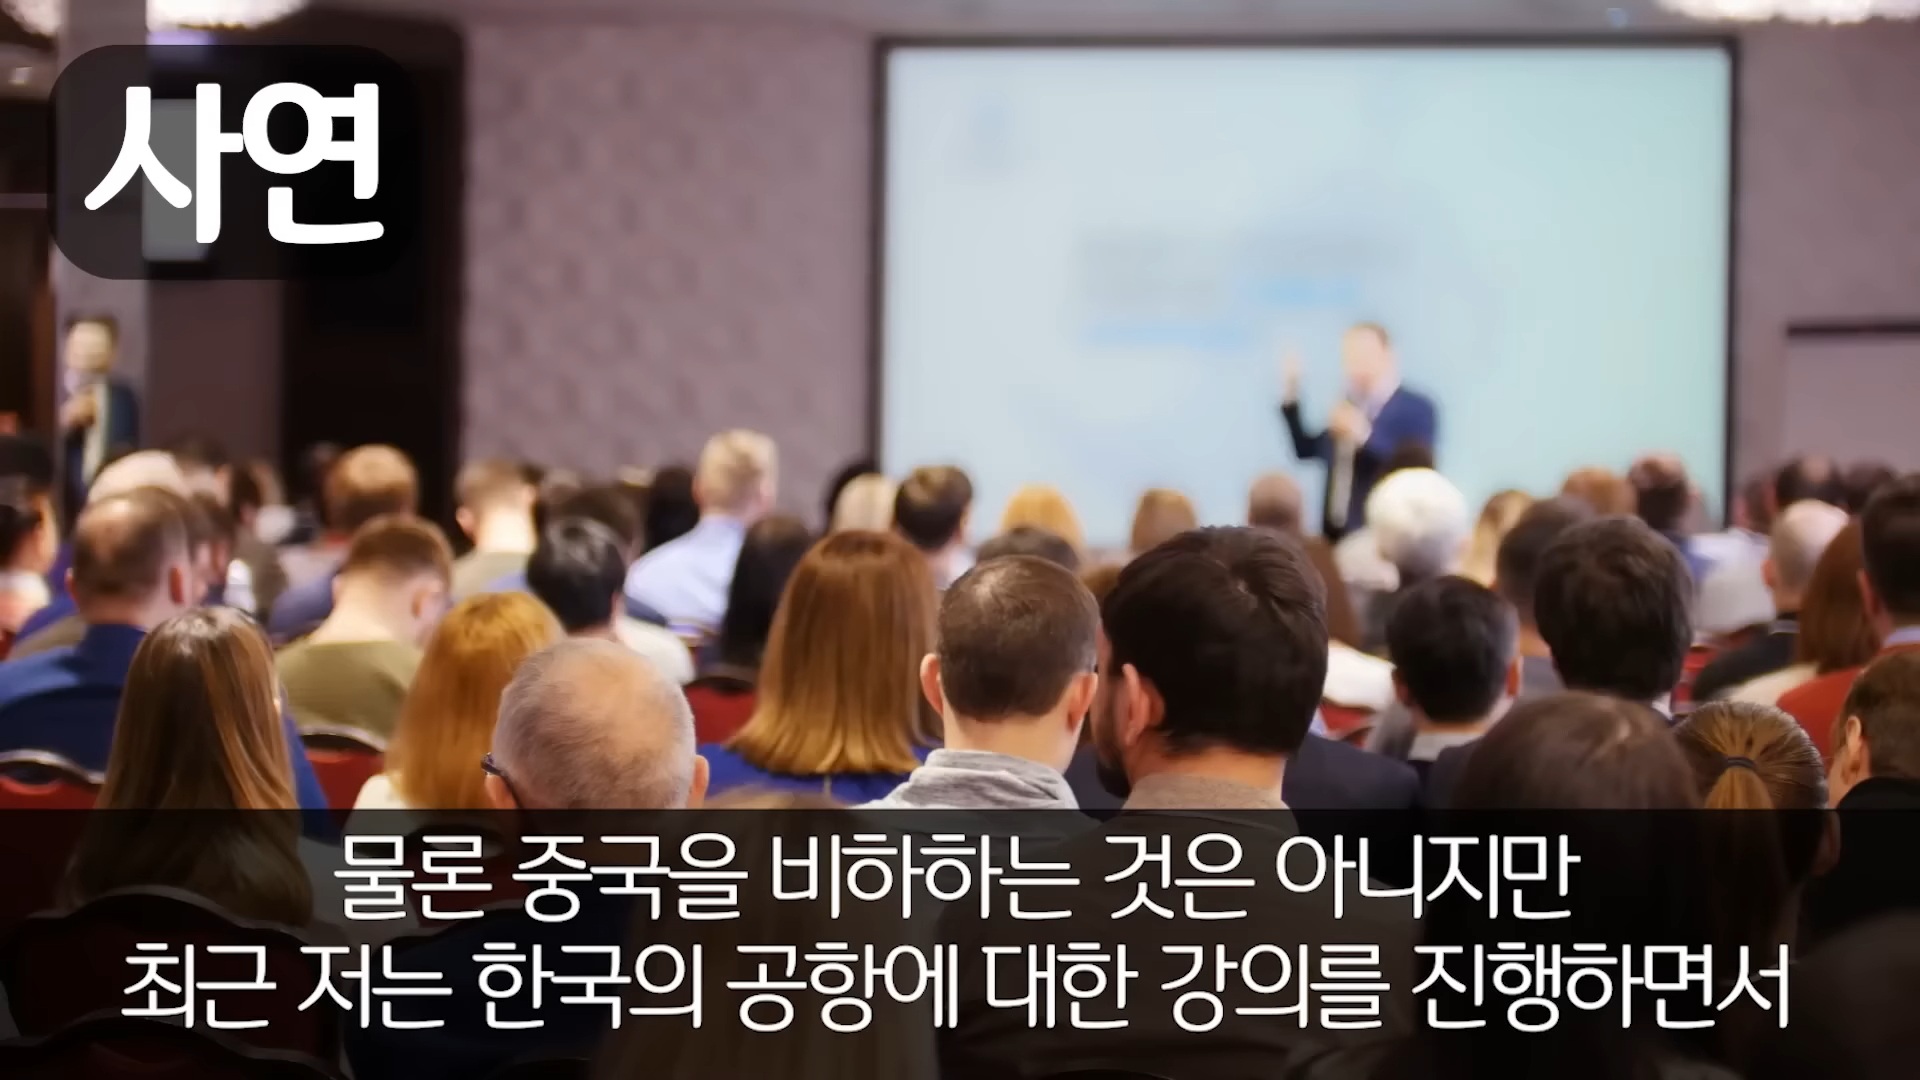 사연
물론 중국을 비하하는 것은 아니지만
최근 저는 한국의 공항에 대한 강의를 진행하면서